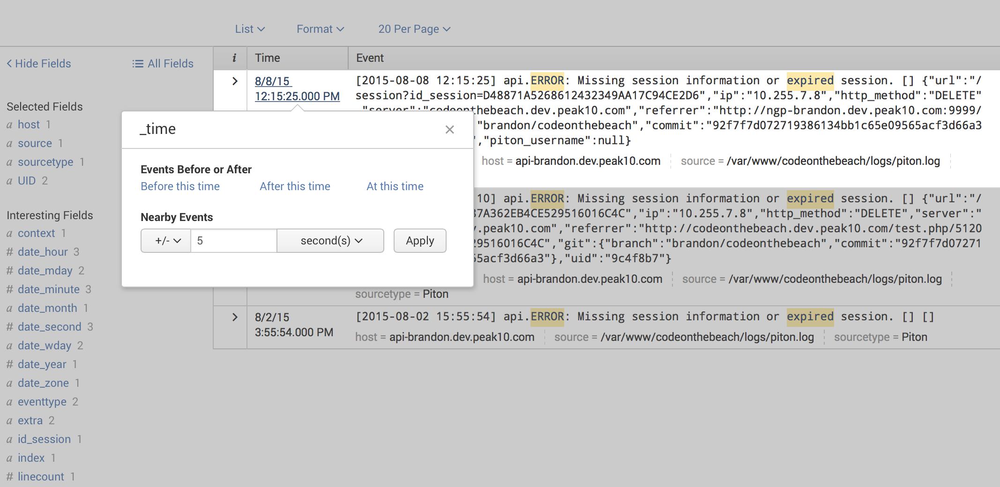 List
Format
20 Per Page
Hide Fields
All Fields
i
Time
Event
Selected Fields
a host 1
a source 1
a sourcetype 1
a UID 2
Interesting Fields
a context 1
# date_hour 3
# date_mday 2
# date_minute 3
a date_month 1
# date_second 3
a date_wday 2
# date_year 1
a date_zone 1
a eventtype 2
a extra 2
a id_session 1
a index 1
# linecount 1
8/8/15
12:15:25.000 PM
[2015-08-08 12:15:25] api.ERROR: Missing session information or expired session. [] {"url":"/
session?id_session=D48871A5268612432349AA17C94CE2D6","ip":"10.255.7.8","http_method":"DELETE"
"server":"codeonthebeach.dev.peak10.com","referrer":"http://ngp-brandon.dev.peak10.com:9999/
"brandon/codeonthebeach","commit":"92f7f7d072719386134bb1c65e09565acf3d66a3
,"piton_username":null}
host = api-brandon.dev.peak10.com
source = /var/www/codeonthebeach/logs/piton.log
_time
×
Events Before or After
Before this time
After this time
At this time
Nearby Events
+/-
5
second(s)
Apply
10] api.ERROR: Missing session information or expired session. [] {"url":"/
7A362EB4CE529516016C4C","ip":"10.255.7.8","http_method":"DELETE","server":"
.peak10.com","referrer":"http://codeonthebeach.dev.peak10.com/test.php/5120
29516016C4C","git":{"branch":"brandon/codeonthebeach","commit":"92f7f7d07271
5acf3d66a3"},"uid":"9c4f8b7"}
host = api-brandon.dev.peak10.com
source = /var/www/codeonthebeach/logs/piton.log
sourcetype = Piton
8/2/15
3:55:54.000 PM
[2015-08-02 15:55:54] api.ERROR: Missing session information or expired session. [] []
host = api-brandon.dev.peak10.com
source = /var/www/codeonthebeach/logs/piton.log
sourcetype = Piton